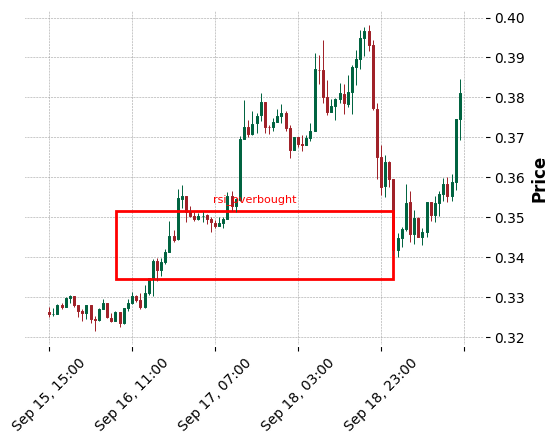 0.40
0.39
0.38
0.37
0.36
0.35
0.34
0.33
0.32
Price
rsi overbought
Sep 15, 15:00
Sep 16, 11:00
Sep 17, 07:00
Sep 18, 03:00
Sep 18, 23:00